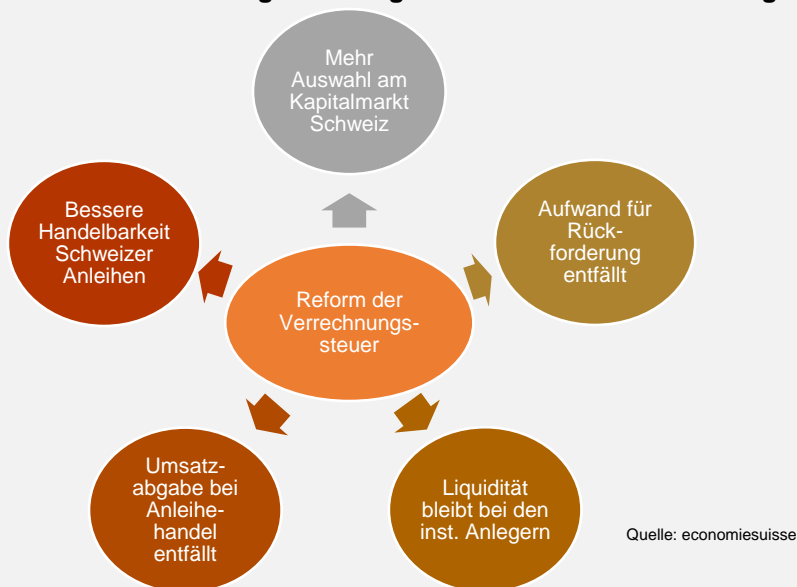 Mehr
Auswahl am
Kapitalmarkt
Schweiz
Aufwand für
Rück-
forderung
entfällt
Liquidität
bleibt bei den
inst. Anlegern
Umsatz-
abgabe bei
Anleihe-
handel
entfällt
Bessere
Handelbarkeit
Schweizer
Anleihen
Reform der
Verrechnungs-
steuer
Quelle: economiesuisse